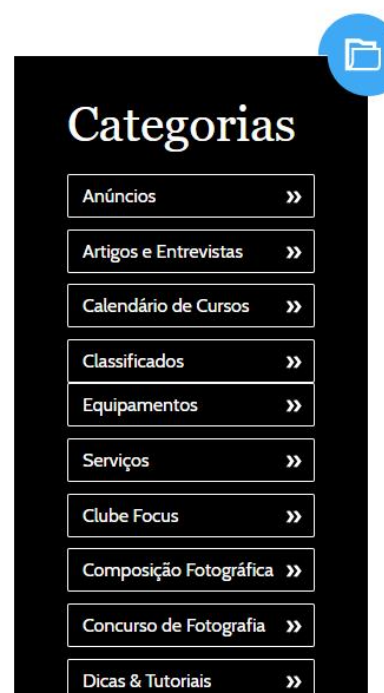 Categorias
Anúncios »
Artigos e Entrevistas »
Calendário de Cursos »
Classificados »
Equipamentos »
Serviços »
Clube Focus »
Composição Fotográfica »
Concurso de Fotografia »
Dicas & Tutoriais »